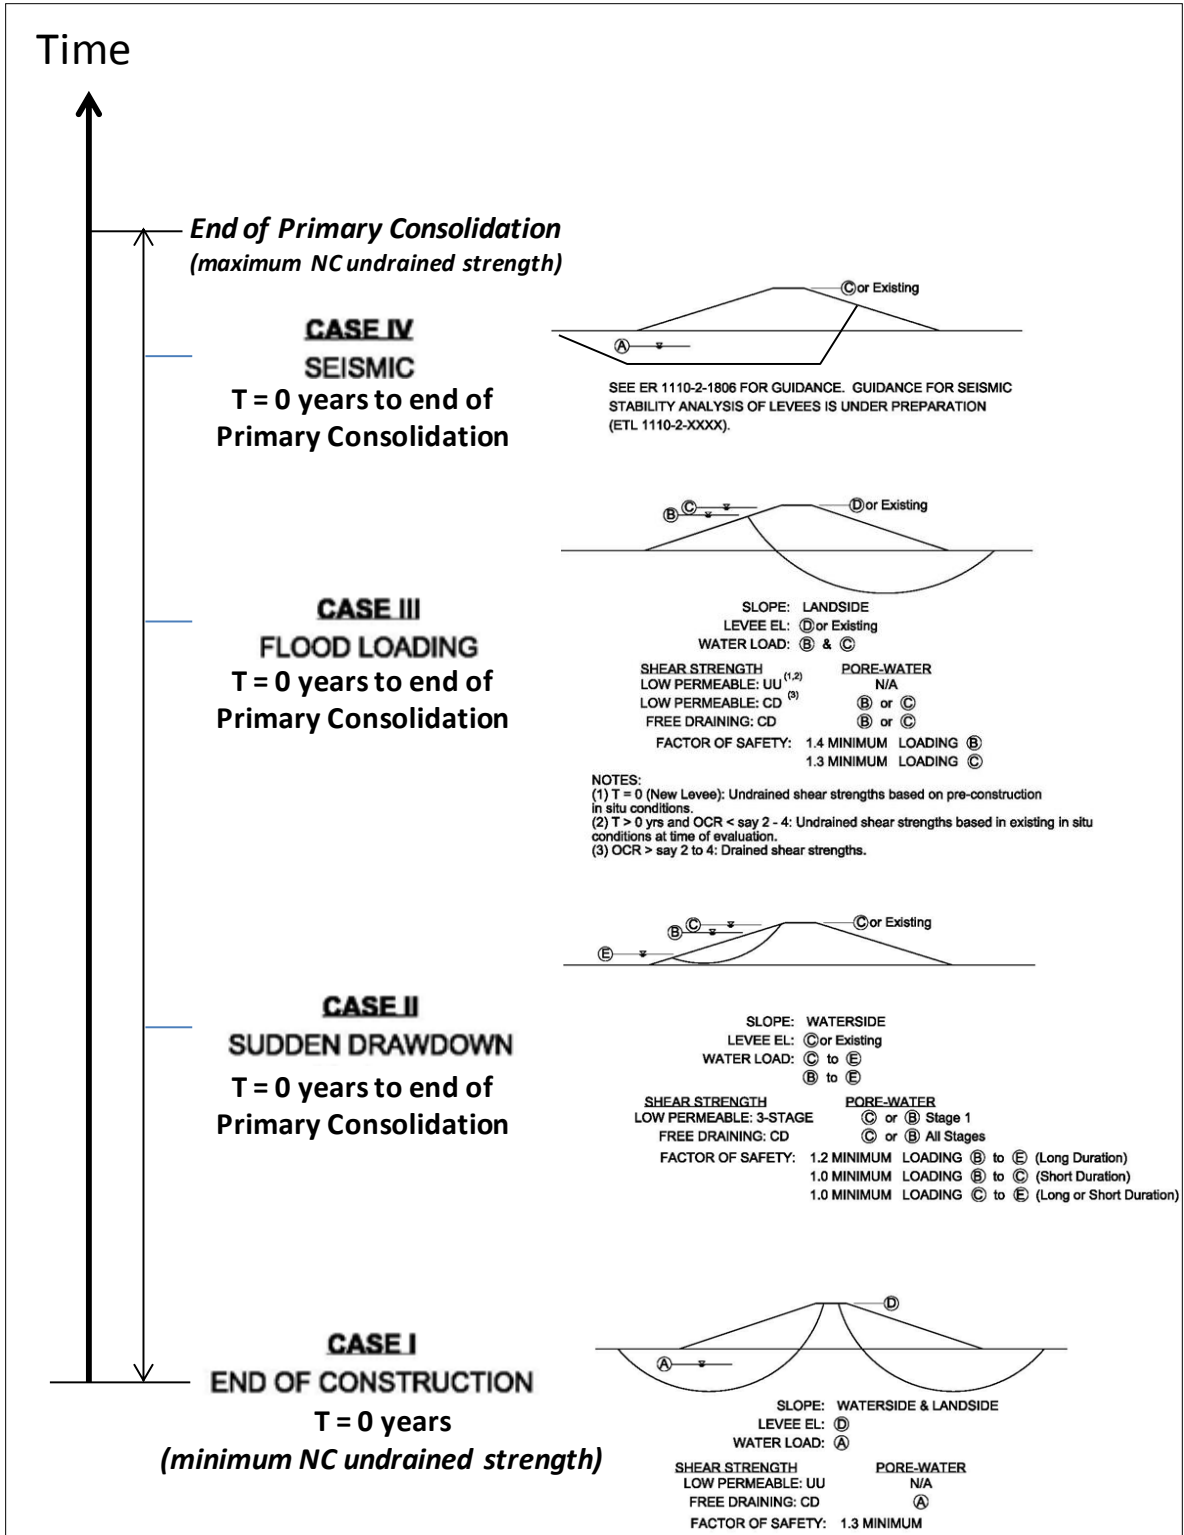 Time
End of Primary Consolidation
(maximum NC undrained strength)
CASE IV
SEISMIC
T = 0 years to end of
Primary Consolidation
Ⓒ or Existing
Ⓐ
SEE ER 1110-2-1806 FOR GUIDANCE. GUIDANCE FOR SEISMIC
STABILITY ANALYSIS OF LEVEES IS UNDER PREPARATION
(ETL 1110-2-XXXX).
CASE III
FLOOD LOADING
T = 0 years to end of
Primary Consolidation
Ⓒ
Ⓑ
Ⓓ or Existing
SLOPE: LANDSIDE
LEVEE EL: Ⓓ or Existing
WATER LOAD: Ⓑ & Ⓒ
SHEAR STRENGTH PORE-WATER
LOW PERMEABLE: UU (1,2) N/A
LOW PERMEABLE: CD (3) Ⓑ or Ⓒ
FREE DRAINING: CD Ⓑ or Ⓒ
FACTOR OF SAFETY: 1.4 MINIMUM LOADING Ⓑ
1.3 MINIMUM LOADING Ⓒ
NOTES:
(1) T = 0 (New Levee): Undrained shear strengths based on pre-construction
in situ conditions.
(2) T > 0 yrs and OCR < say 2 - 4: Undrained shear strengths based in existing in situ
conditions at time of evaluation.
(3) OCR > say 2 to 4: Drained shear strengths.
CASE II
SUDDEN DRAWDOWN
T = 0 years to end of
Primary Consolidation
Ⓒ
Ⓑ
Ⓔ
Ⓒ or Existing
SLOPE: WATERSIDE
LEVEE EL: Ⓒ or Existing
WATER LOAD: Ⓒ to Ⓔ
Ⓑ to Ⓔ
SHEAR STRENGTH PORE-WATER
LOW PERMEABLE: 3-STAGE Ⓒ or Ⓑ Stage 1
FREE DRAINING: CD Ⓒ or Ⓑ All Stages
FACTOR OF SAFETY: 1.2 MINIMUM LOADING Ⓑ to Ⓔ (Long Duration)
1.0 MINIMUM LOADING Ⓑ to Ⓒ (Short Duration)
1.0 MINIMUM LOADING Ⓒ to Ⓔ (Long or Short Duration)
CASE I
END OF CONSTRUCTION
T = 0 years
(minimum NC undrained strength)
Ⓓ
Ⓐ
SLOPE: WATERSIDE & LANDSIDE
LEVEE EL: Ⓓ
WATER LOAD: Ⓐ
SHEAR STRENGTH PORE-WATER
LOW PERMEABLE: UU N/A
FREE DRAINING: CD Ⓐ
FACTOR OF SAFETY: 1.3 MINIMUM